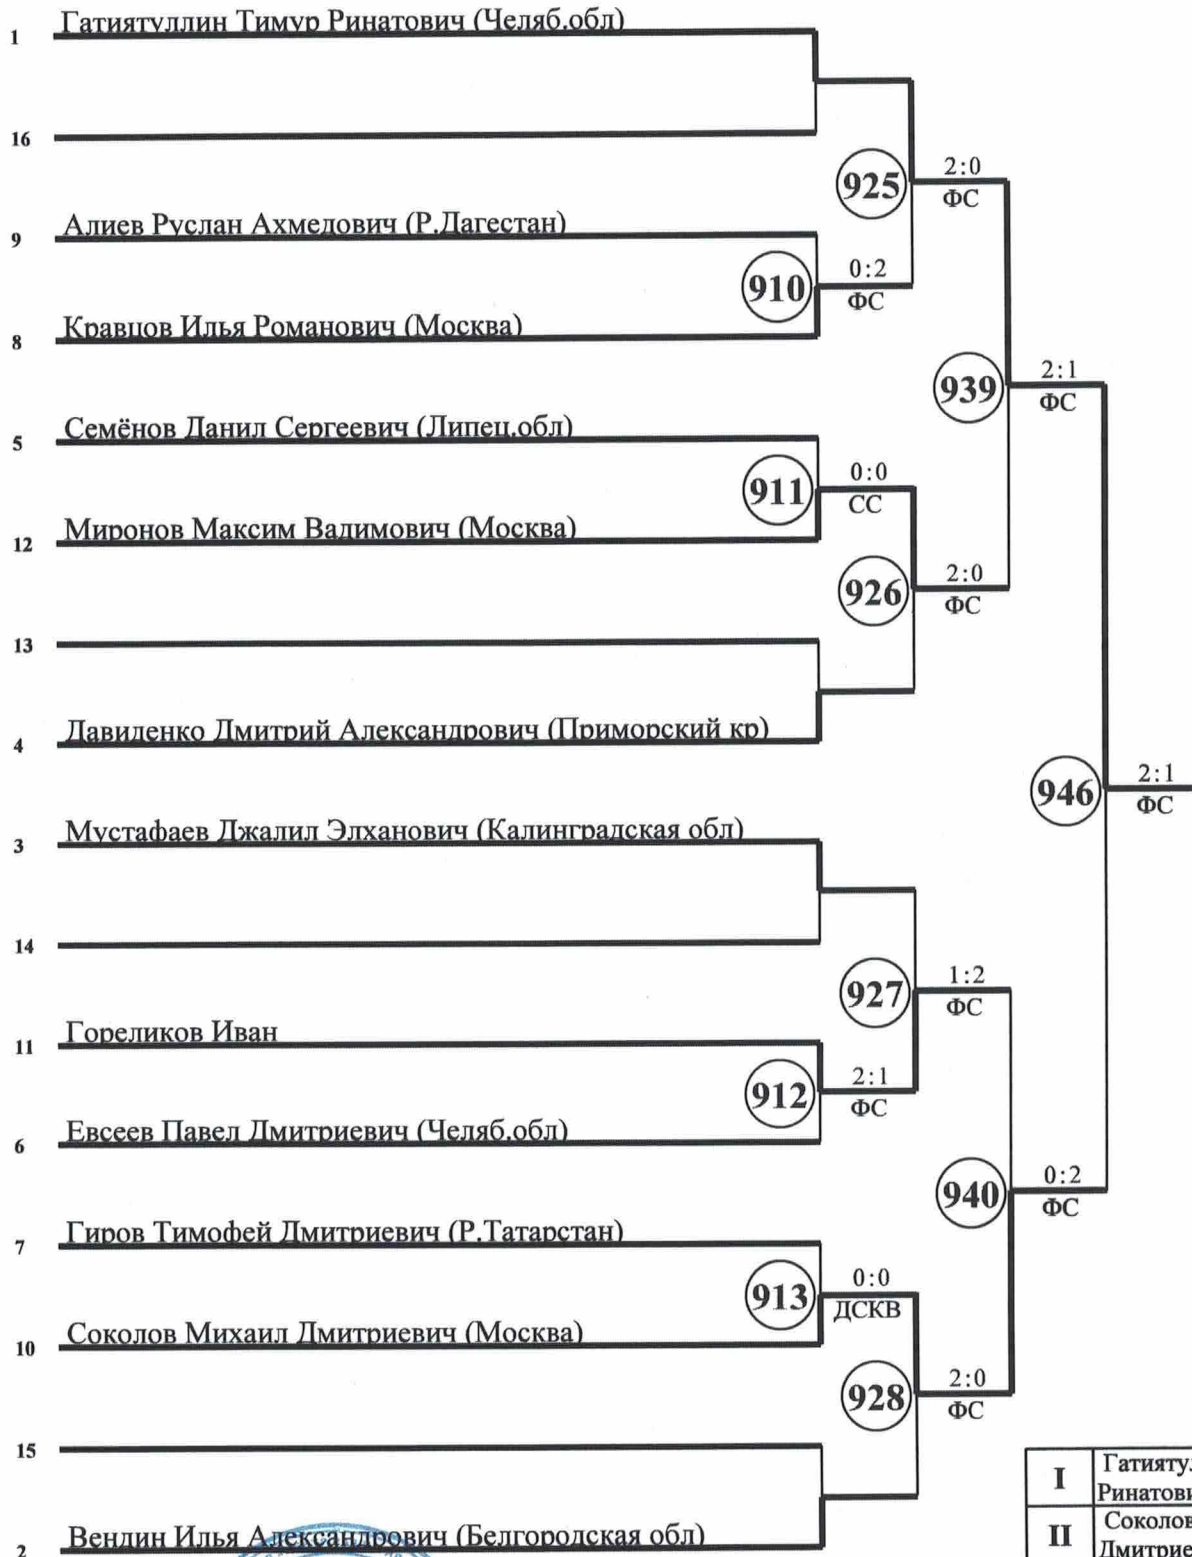 1 Гатиятуллин Тимур Ринатович (Челяб.обл)
16
925 2:0
ФС
9 Алиев Руслан Ахмедович (Р.Дагестан)
910 0:2
ФС
8 Кравцов Илья Романович (Москва)
939 2:1
ФС
5 Семёнов Данил Сергеевич (Липец.обл)
911 0:0
СС
12 Миронов Максим Вадимович (Москва)
926 2:0
ФС
13
4 Давиденко Дмитрий Александрович (Приморский кр)
946 2:1
ФС
3 Мустафаев Джалил Элханович (Калинградская обл)
14
927 1:2
ФС
11 Гореликов Иван
912 2:1
ФС
6 Евсеев Павел Дмитриевич (Челяб.обл)
940 0:2
ФС
7 Гиров Тимофей Дмитриевич (Р.Татарстан)
913 0:0
ДСКВ
10 Соколов Михаил Дмитриевич (Москва)
928 2:0
ФС
15
2 Вендин Илья Александрович (Белгородская обл)
I Гатияту
Ринатови
II Соколов
Дмитрие